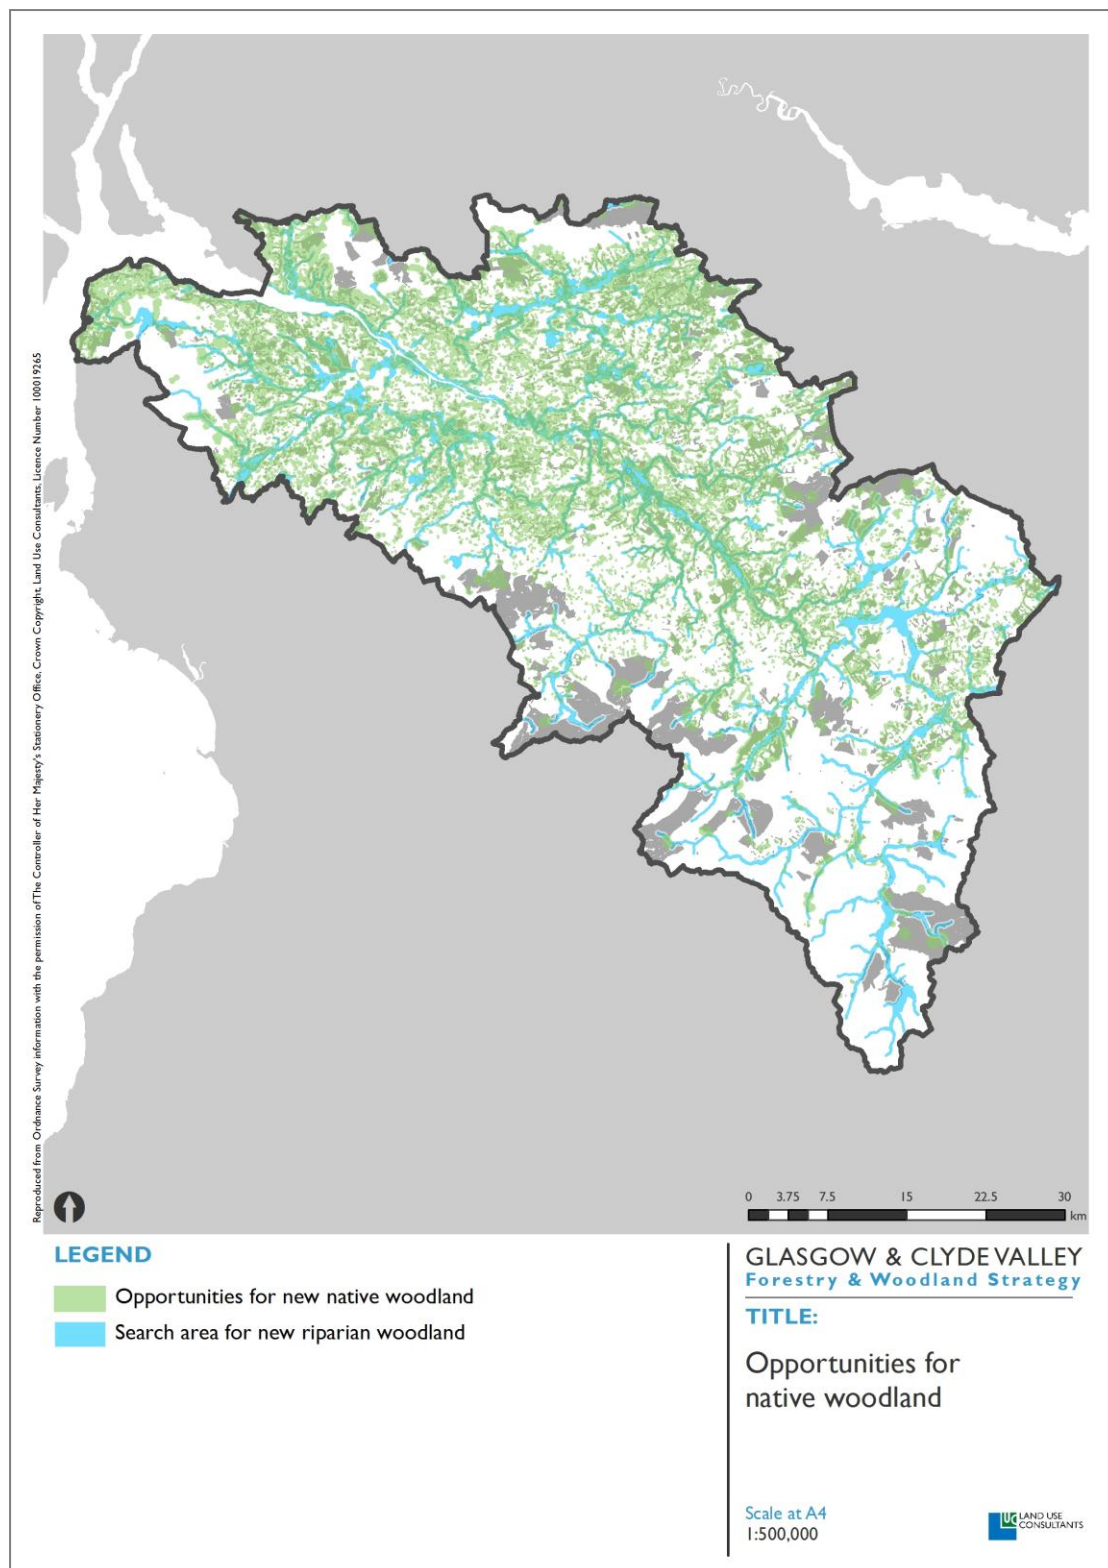 Reproduced from Ordnance Survey information with the permission of The Controller of Her Majesty's Stationery Office, Crown Copyright, Land Use Consultants, Licence Number 100019265
0 3.75 7.5 15 22.5 30
km
LEGEND
Opportunities for new native woodland
Search area for new riparian woodland
GLASGOW & CLYDE VALLEY
Forestry & Woodland Strategy
TITLE:
Opportunities for
native woodland
Scale at A4
1:500,000
LUC
LAND USE
CONSULTANTS